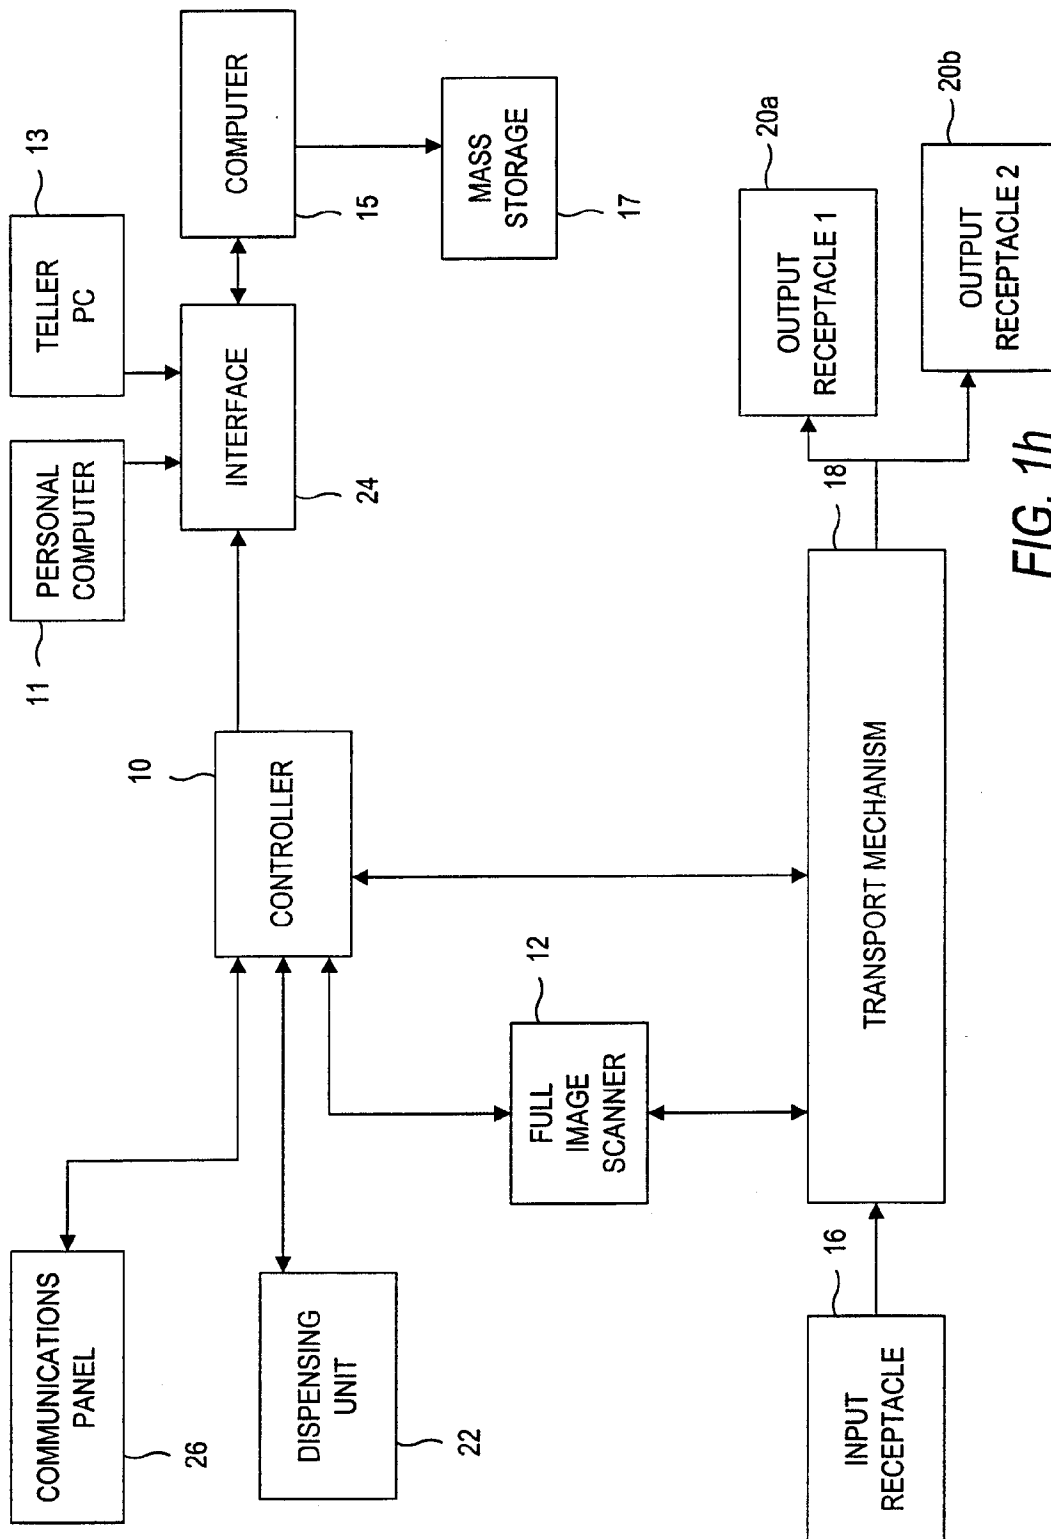 COMMUNICATIONS
PANEL
26
DISPENSING
UNIT
22
CONTROLLER
10
PERSONAL
COMPUTER
11
TELLER
PC
13
INTERFACE
24
COMPUTER
15
MASS
STORAGE
17
FULL
IMAGE
SCANNER
12
INPUT
RECEPTACLE
16
TRANSPORT MECHANISM
18
OUTPUT
RECEPTACLE 1
20a
OUTPUT
RECEPTACLE 2
20b
FIG. 1h